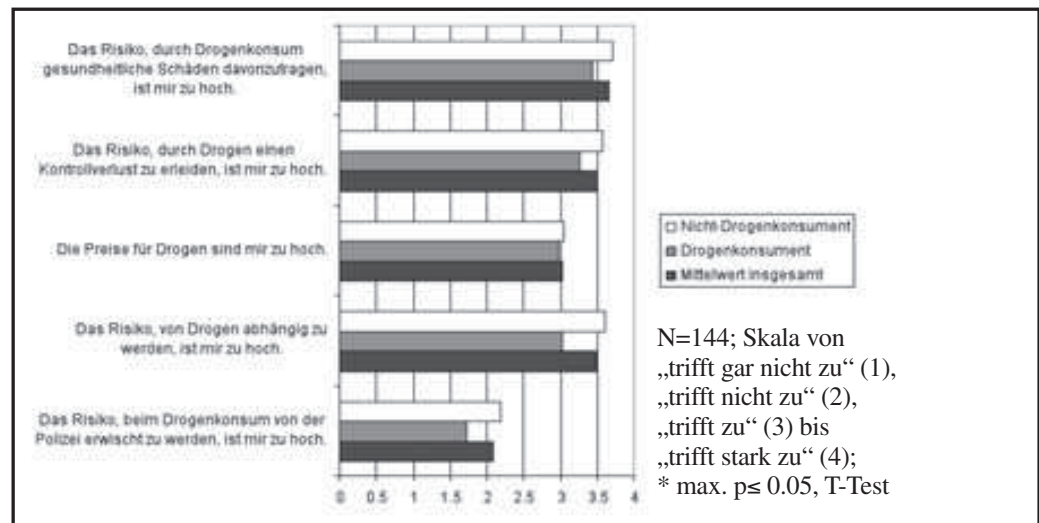 Das Risiko, durch Drogenkonsum
gesundheitliche Schäden davonzutragen,
ist mir zu hoch.
Das Risiko, durch Drogen einen
Kontrollverlust zu erleiden, ist mir zu hoch.
Die Preise für Drogen sind mir zu hoch.
Das Risiko, von Drogen abhängig zu
werden, ist mir zu hoch.
Das Risiko, beim Drogenkonsum von der
Polizei erwischt zu werden, ist mir zu hoch.
0 0.5 1 1.5 2 2.5 3 3.5 4
Nicht-Drogenkonsument
Drogenkonsument
Mittelwert insgesamt
N=144; Skala von
„trifft gar nicht zu“ (1),
„trifft nicht zu“ (2),
„trifft zu“ (3) bis
„trifft stark zu“ (4);
* max. p≤ 0.05, T-Test